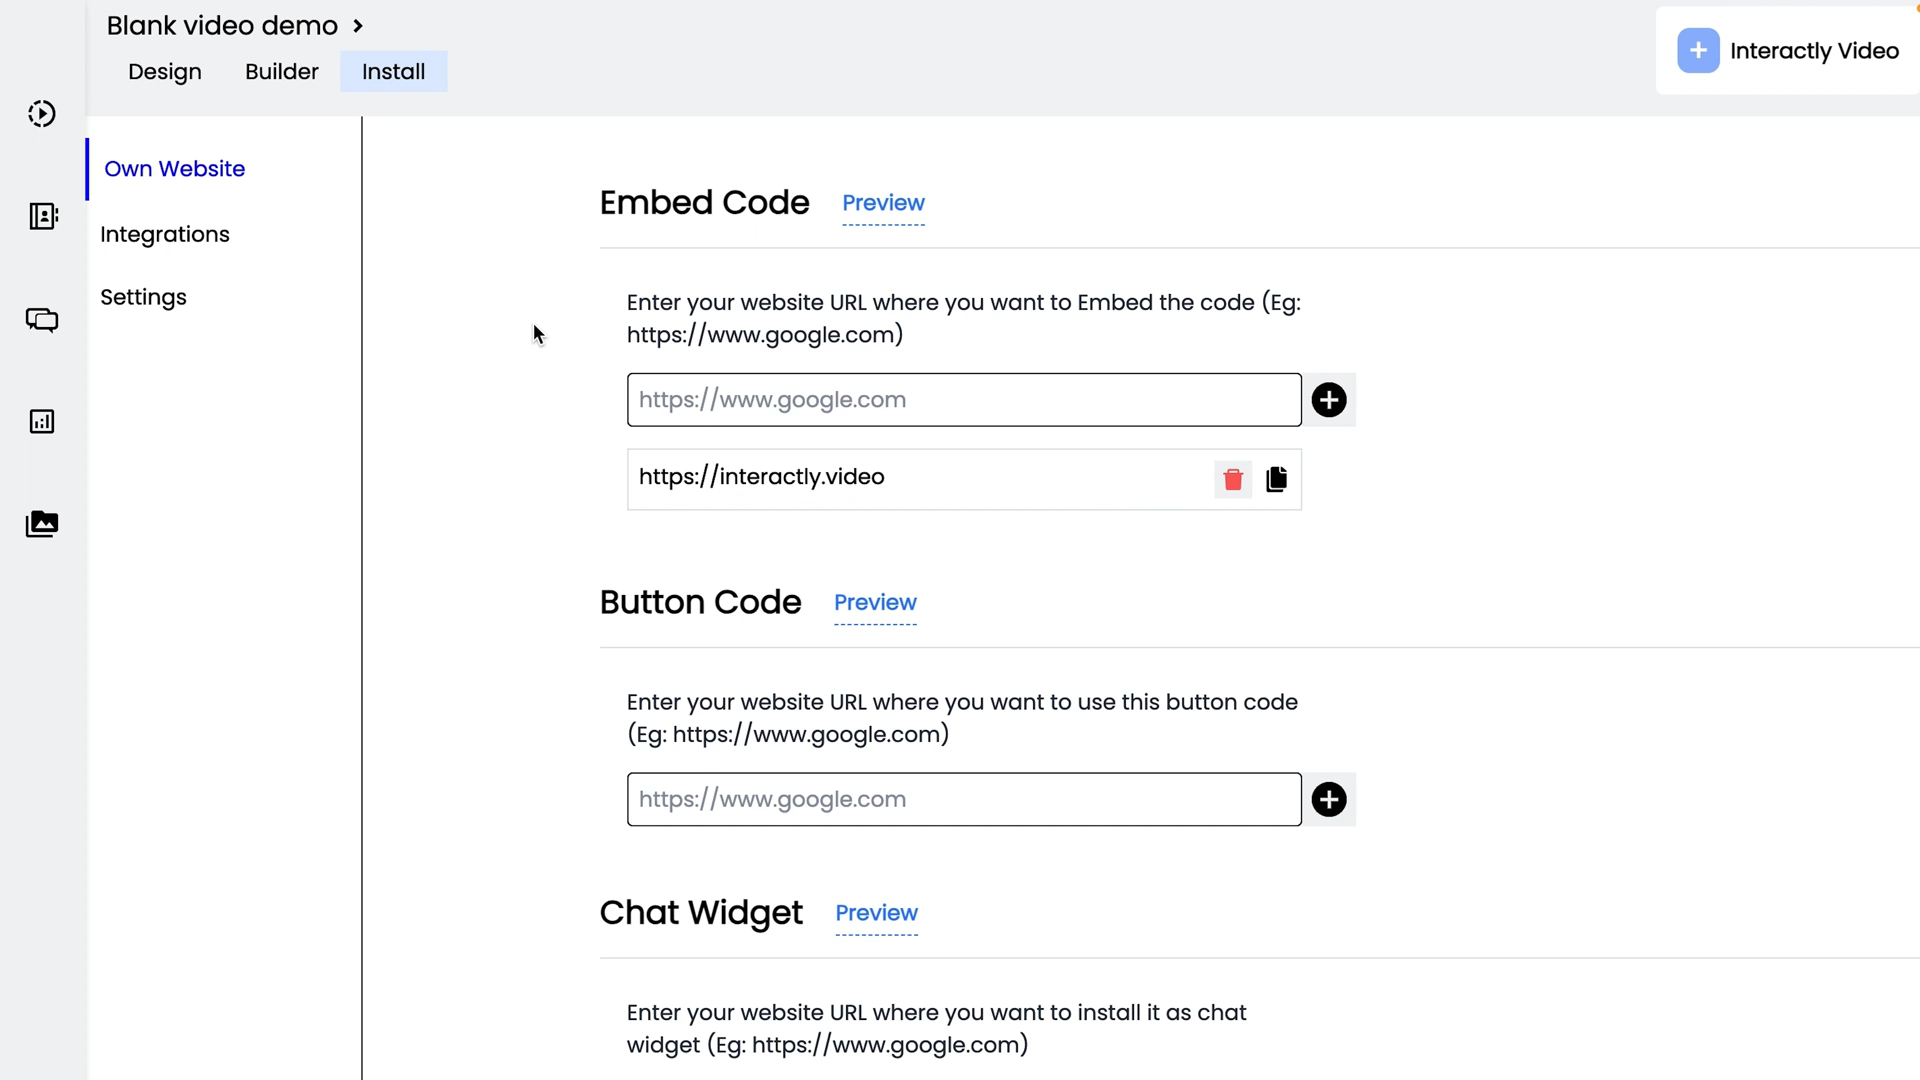 Blank video demo
Design
Builder
Install
Interactly Video
Own Website
Integrations
Settings
Embed Code
Preview
Enter your website URL where you want to Embed the code (Eg:
https://www.google.com)
https://www.google.com
https://interactly.video
Button Code
Preview
Enter your website URL where you want to use this button code
(Eg: https://www.google.com)
https://www.google.com
Chat Widget
Preview
Enter your website URL where you want to install it as chat
widget (Eg: https://www.google.com)